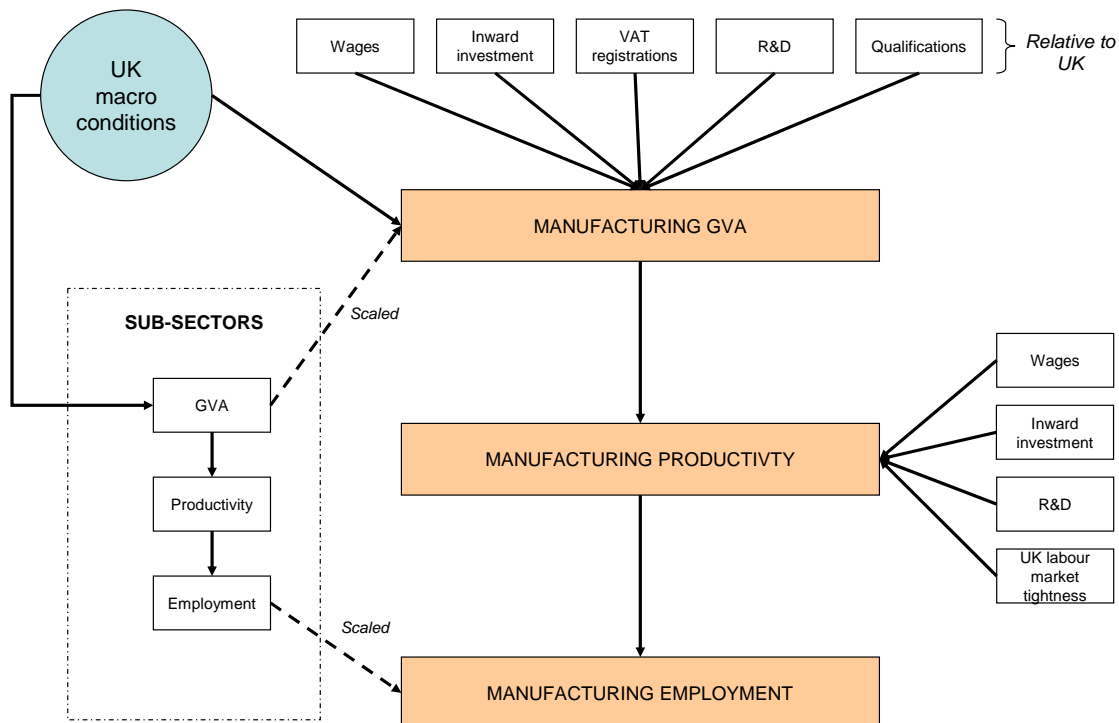 UK
macro
conditions
Wages
Inward
investment
VAT
registrations
R&D
Qualifications
Relative to
UK
MANUFACTURING GVA
Scaled
SUB-SECTORS
GVA
Productivity
Employment
Scaled
MANUFACTURING PRODUCTIVTY
Wages
Inward
investment
R&D
UK labour
market
tightness
MANUFACTURING EMPLOYMENT